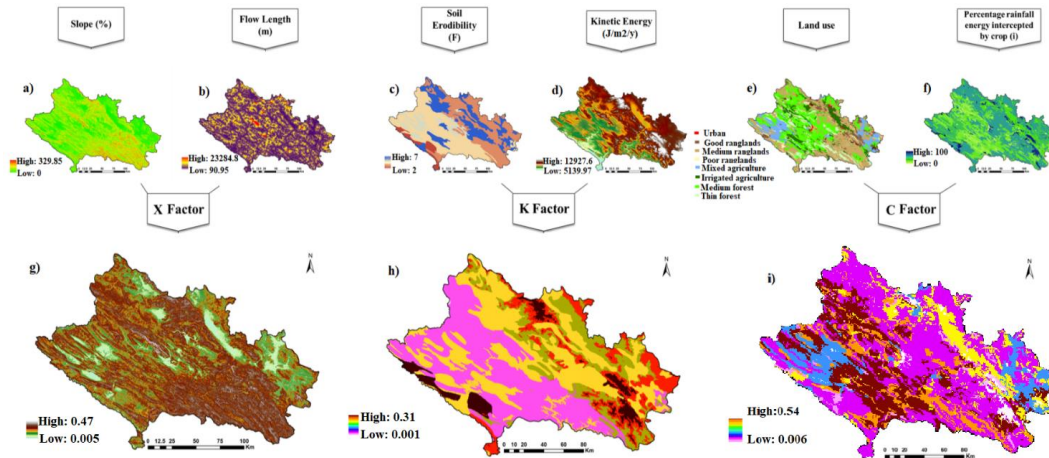 Slope (%)
Flow Length
(m)
Soil
Erodibility
(F)
Kinetic Energy
(J/m2/y)
Land use
Percentage rainfall
energy intercepted
by crop (i)
a)
High: 329.85
Low: 0
b)
High: 23284.8
Low: 90.95
c)
High: 7
Low: 2
d)
High: 12927.6
Low: 5139.97
e)
Urban
Good ranglands
Medium ranglands
Poor ranglands
Mixed agriculture
Irrigated agriculture
Medium forest
Thin forest
f)
High: 100
Low: 0
X Factor
K Factor
C Factor
g)
N
High: 0.47
Low: 0.005
0 12.5 25 50 75 100
Km
h)
N
High: 0.31
Low: 0.001
0 10 20 40 60 80
Km
i)
N
High:0.54
Low: 0.006
0 10 20 40 60 80
Km